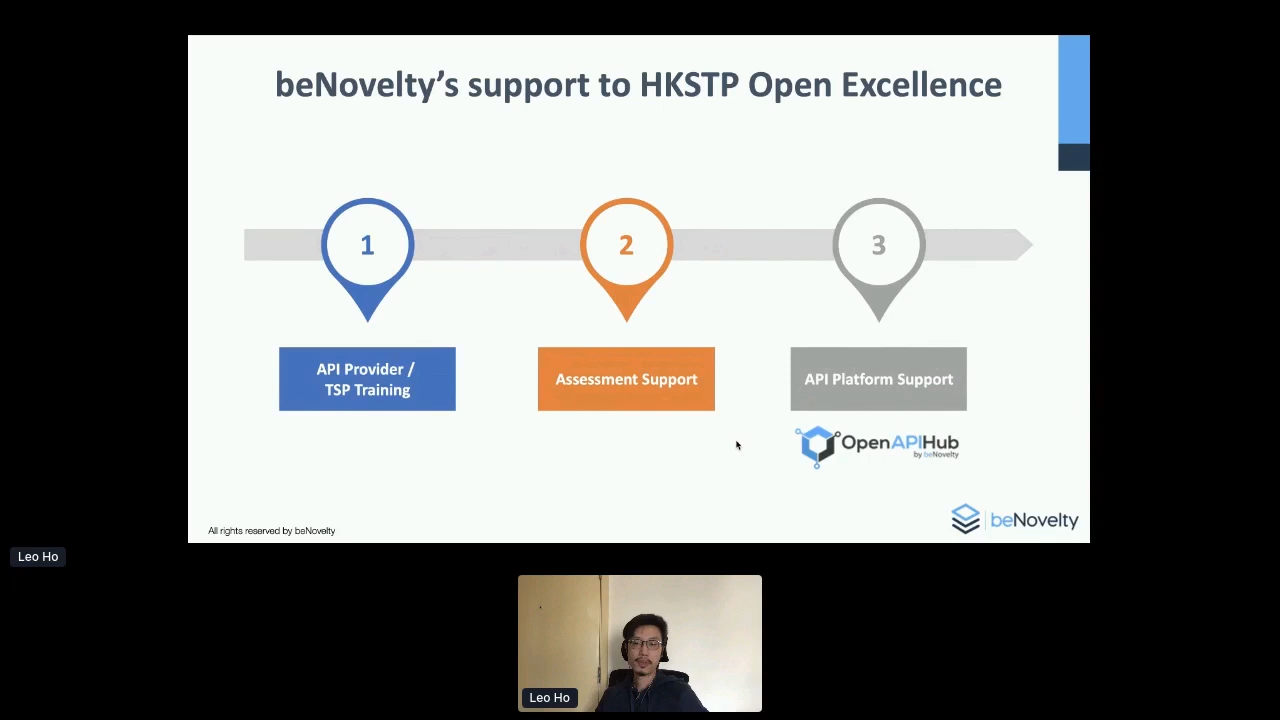 beNovelty’s support to HKSTP Open Excellence
1
2
3
API Provider /
TSP Training
Assessment Support
API Platform Support
OpenAPIHub
by beNovelty
beNovelty
All rights reserved by beNovelty
Leo Ho
Leo Ho